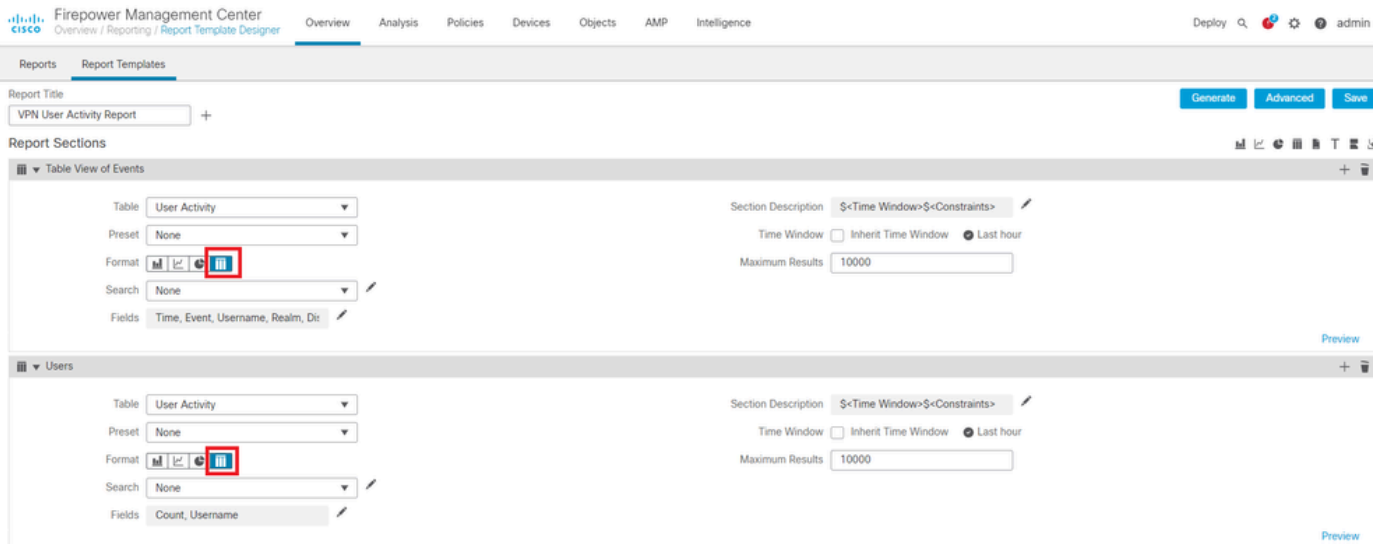 cisco
Firepower Management Center
Overview / Reporting / Report Template Designer
Overview Analysis Policies Devices Objects AMP Intelligence
Deploy admin
Reports Report Templates
Report Title
VPN User Activity Report
Generate Advanced Save
Report Sections
Table View of Events
Table User Activity Section Description $<Time Window>$<Constraints>
Preset None Time Window Inherit Time Window Last hour
Format Maximum Results 10000
Search None
Fields Time, Event, Username, Realm, Dis
Preview
Users
Table User Activity Section Description $<Time Window>$<Constraints>
Preset None Time Window Inherit Time Window Last hour
Format Maximum Results 10000
Search None
Fields Count, Username
Preview